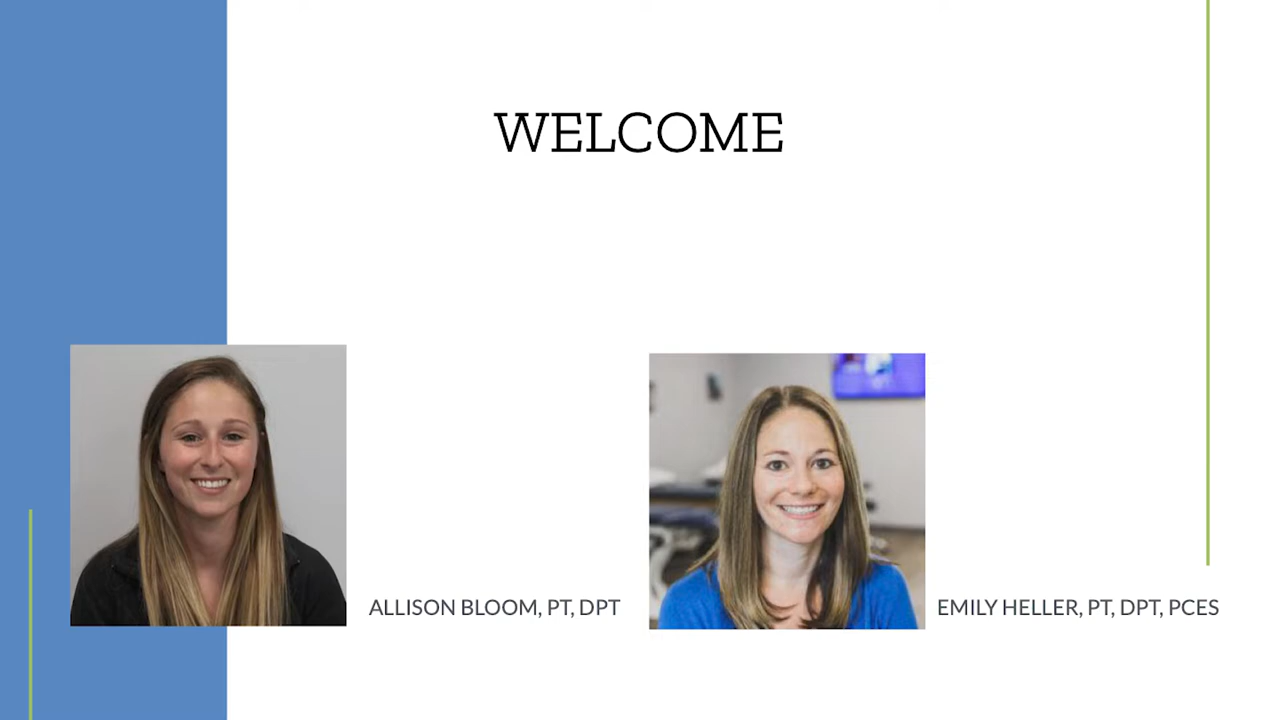 WELCOME
ALLISON BLOOM, PT, DPT
EMILY HELLER, PT, DPT, PCES